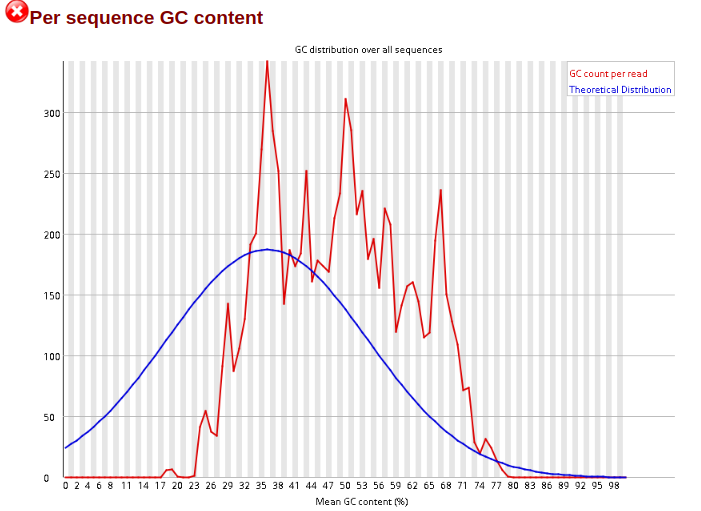 Per sequence GC content
GC distribution over all sequences
GC count per read
Theoretical Distribution
300
250
200
150
100
50
0
0 2 4 6 8 11 14 17 20 23 26 29 32 35 38 41 44 47 50 53 56 59 62 65 68 71 74 77 80 83 86 89 92 95 98
Mean GC content (%)